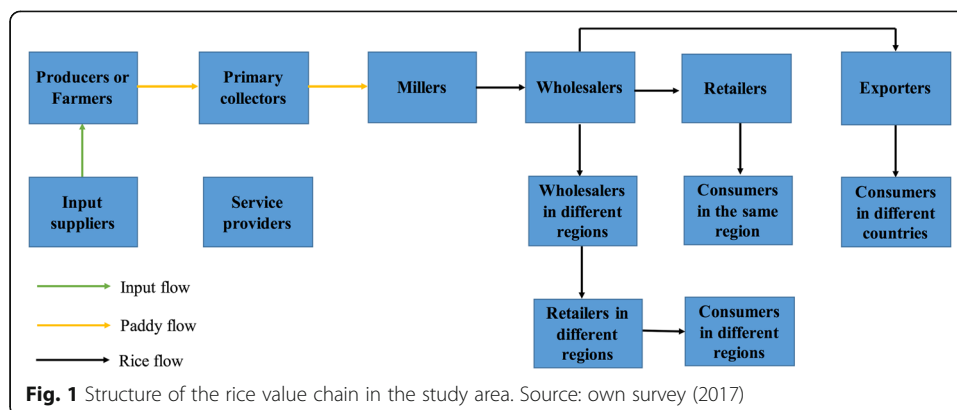 Producers or
Farmers
Primary
collectors
Millers
Wholesalers
Retailers
Exporters
Input
suppliers
Service
providers
Wholesalers
in different
regions
Consumers
in the same
region
Consumers
in different
countries
Input flow
Paddy flow
Rice flow
Retailers in
different
regions
Consumers
in different
regions
Fig. 1 Structure of the rice value chain in the study area. Source: own survey (2017)